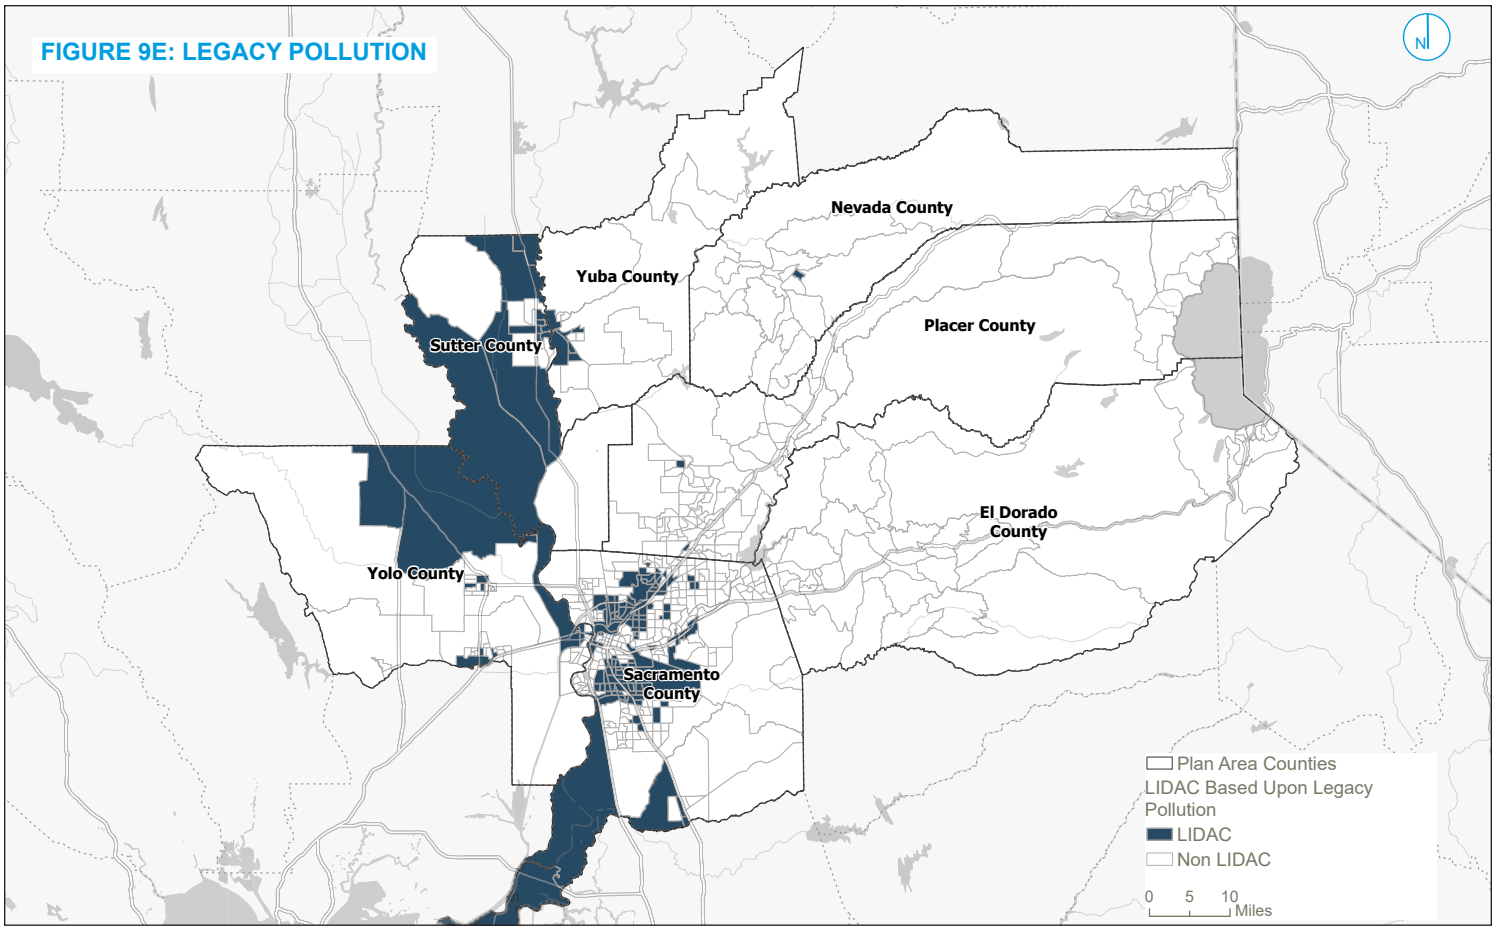 FIGURE 9E: LEGACY POLLUTION
N
Nevada County
Yuba County
Placer County
Sutter County
El Dorado
County
Yolo County
Sacramento
County
Plan Area Counties
LIDAC Based Upon Legacy
Pollution
LIDAC
Non LIDAC
0 5 10
Miles